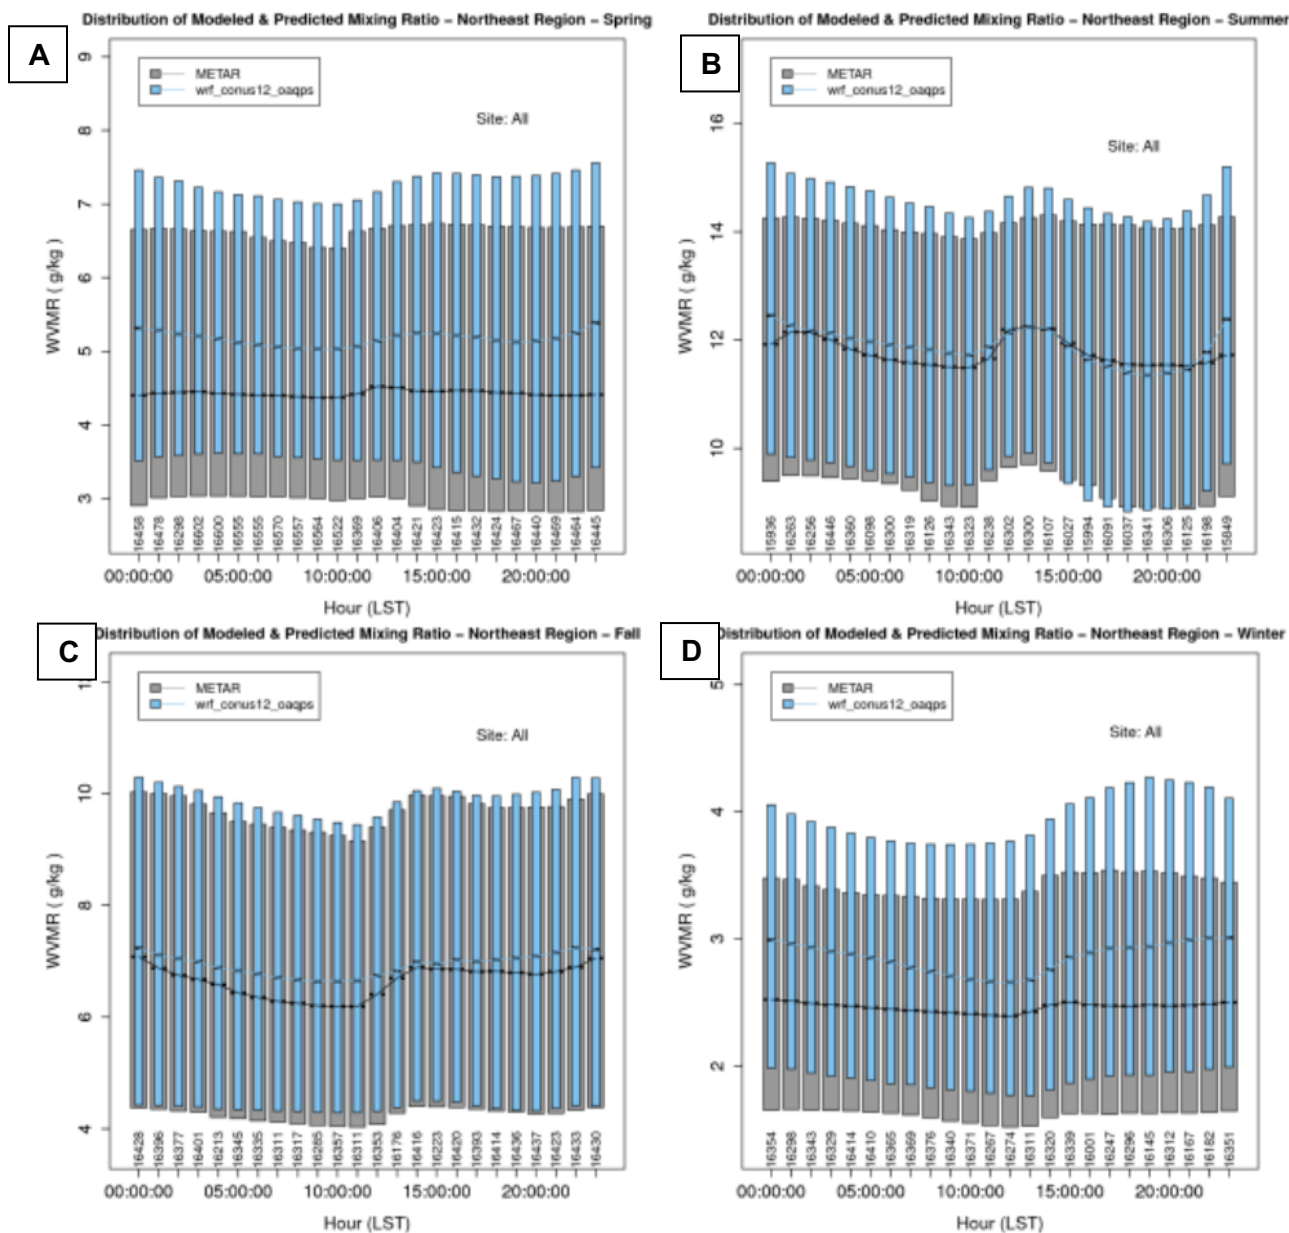 Distribution of Modeled & Predicted Mixing Ratio – Northeast Region – Spring
A
METAR
wrf_conus12_oaqps
Site: All
WVMR ( g/kg )
9
8
7
6
5
4
3
16458 16478 16298 16602 16600 16555 16555 16570 16557 16564 16522 16369 16406 16404 16421 16423 16415 16432 16424 16467 16440 16469 16464 16445
00:00:00 05:00:00 10:00:00 15:00:00 20:00:00
Hour (LST)
Distribution of Modeled & Predicted Mixing Ratio – Northeast Region – Summer
B
METAR
wrf_conus12_oaqps
Site: All
WVMR ( g/kg )
16
14
12
10
15936 16263 16256 16446 16360 16098 16300 16319 16126 16343 16323 16238 16302 16300 16107 16027 15994 16091 16037 16341 16306 16125 16198 15849
00:00:00 05:00:00 10:00:00 15:00:00 20:00:00
Hour (LST)
Distribution of Modeled & Predicted Mixing Ratio – Northeast Region – Fall
C
METAR
wrf_conus12_oaqps
Site: All
WVMR ( g/kg )
10
8
6
4
16428 16396 16377 16401 16213 16345 16335 16311 16317 16285 16357 16311 16353 16176 16416 16223 16420 16393 16414 16436 16437 16423 16433 16430
00:00:00 05:00:00 10:00:00 15:00:00 20:00:00
Hour (LST)
Distribution of Modeled & Predicted Mixing Ratio – Northeast Region – Winter
D
METAR
wrf_conus12_oaqps
Site: All
WVMR ( g/kg )
5
4
3
2
16354 16298 16343 16329 16414 16410 16365 16369 16376 16340 16371 16267 16274 16311 16320 16339 16001 16247 16296 16145 16312 16167 16182 16351
00:00:00 05:00:00 10:00:00 15:00:00 20:00:00
Hour (LST)